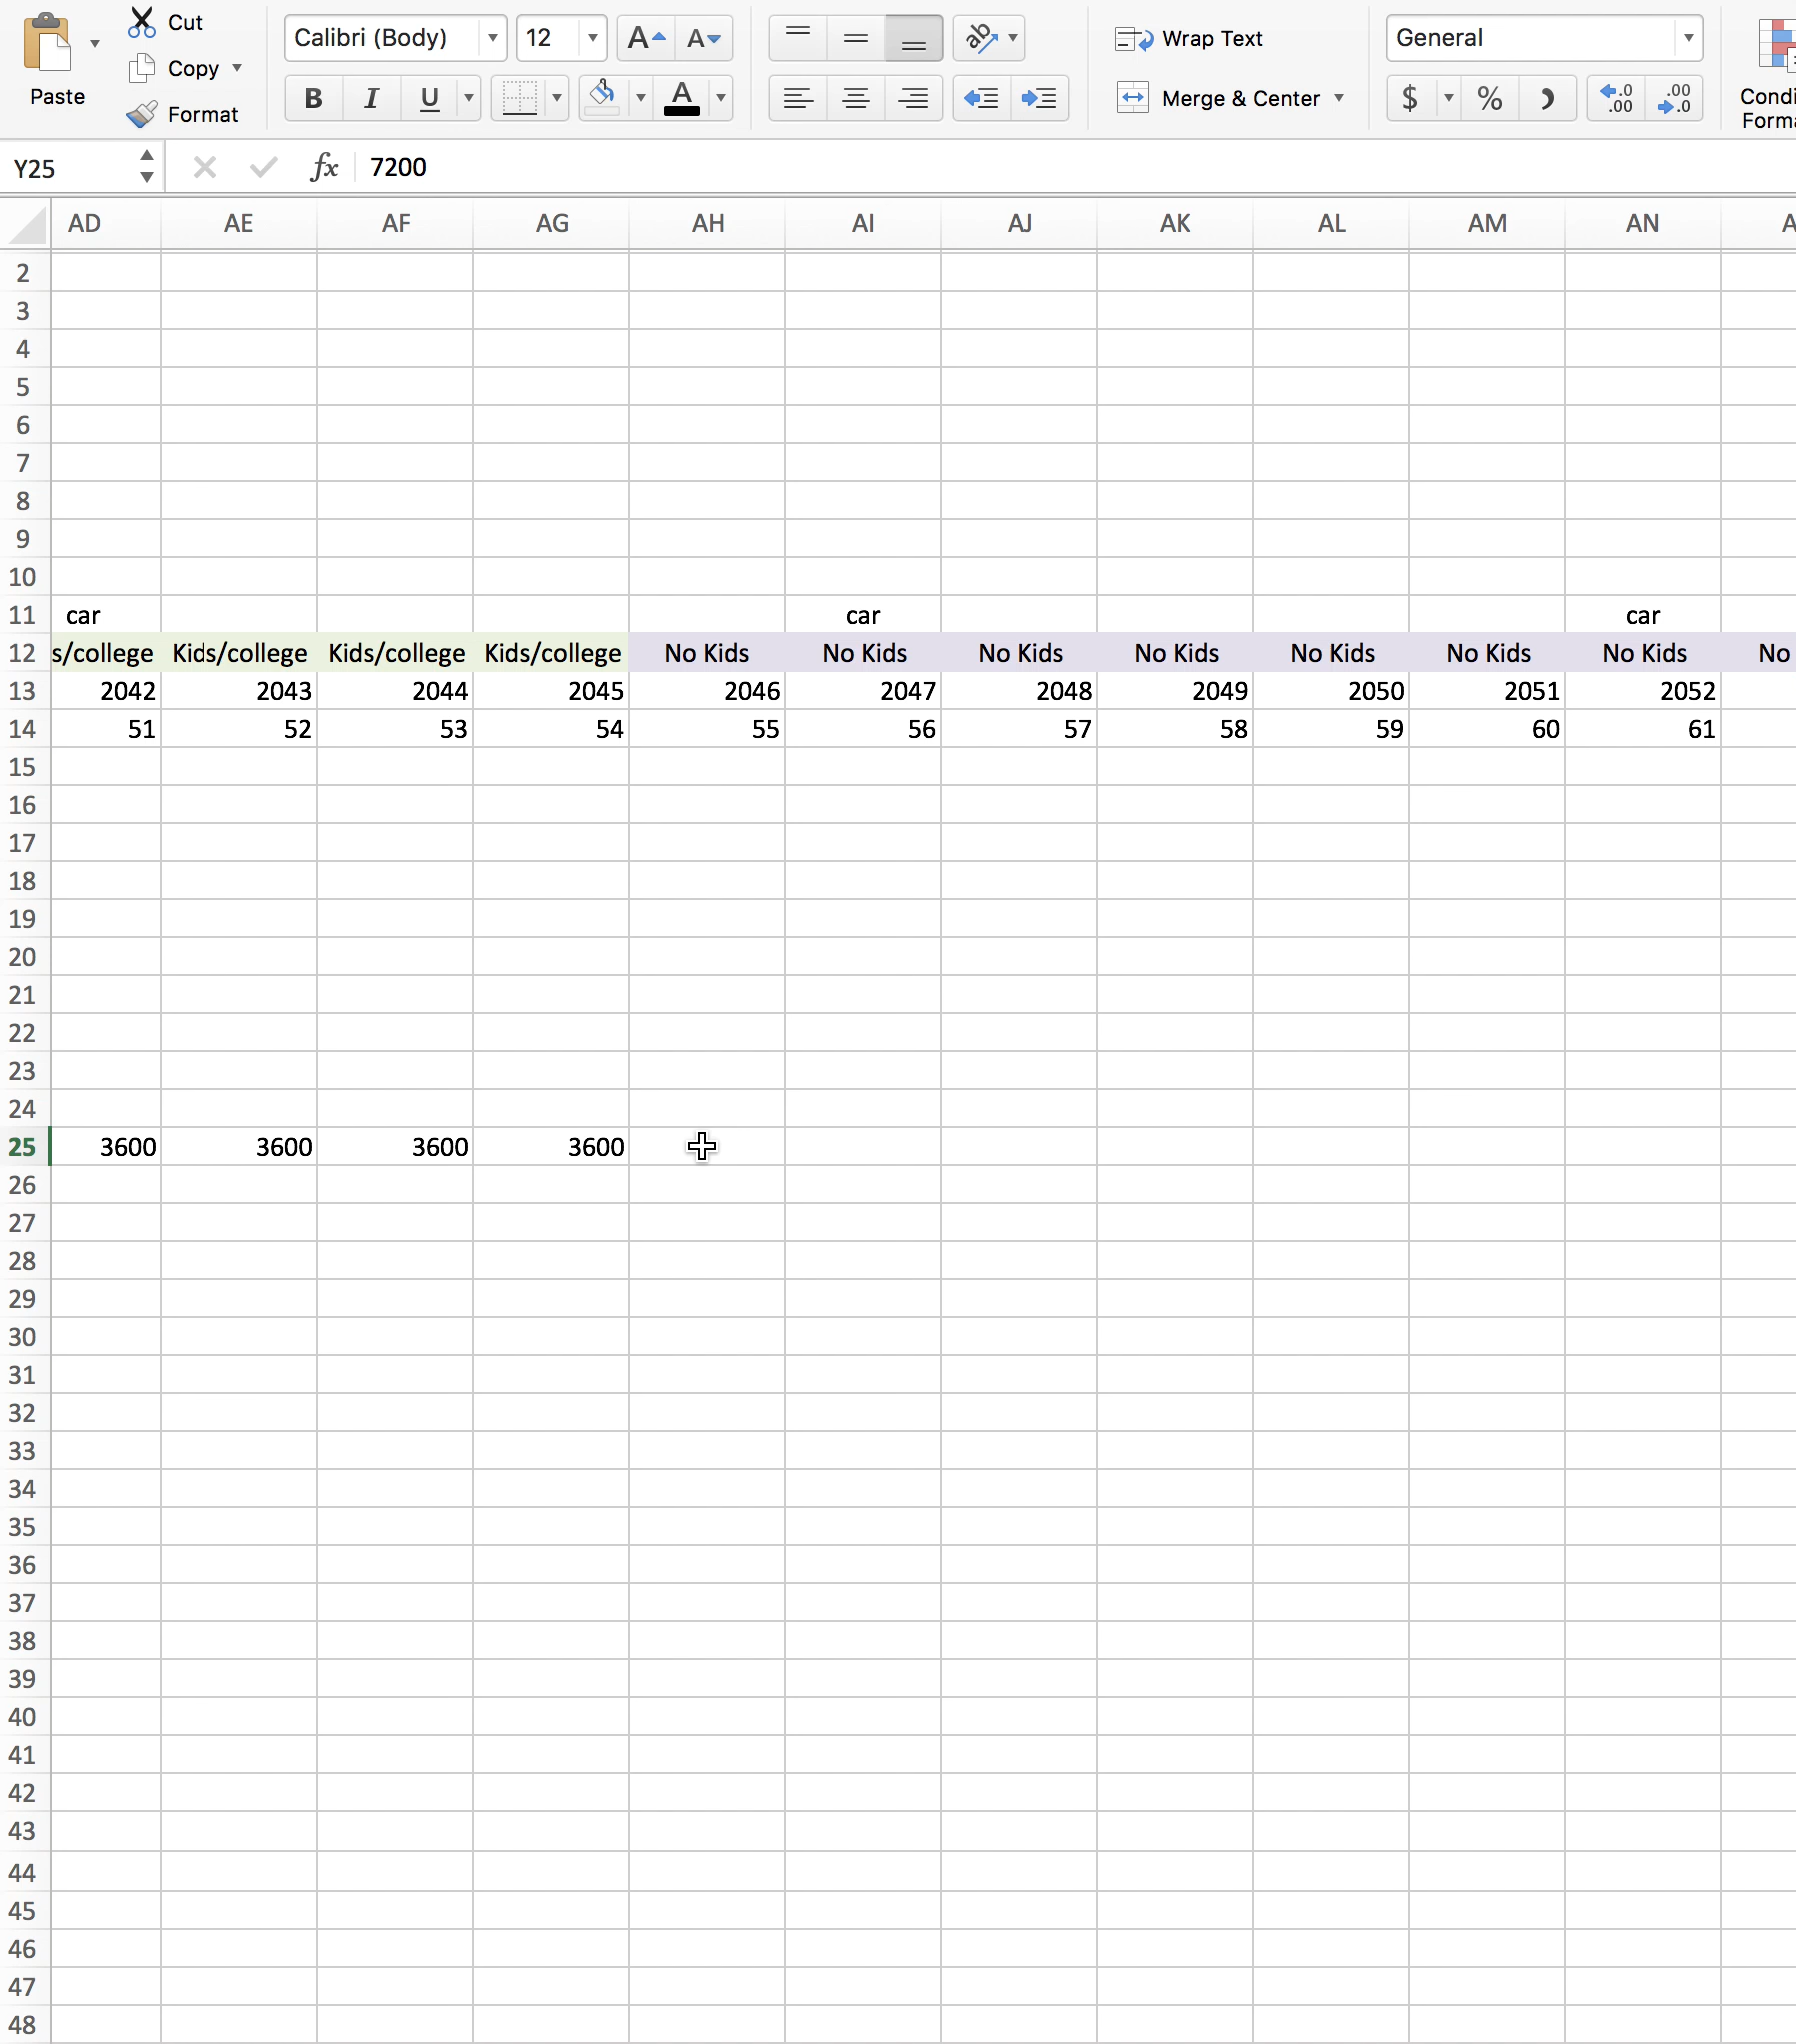 Cut
Copy
Format
Paste
Calibri (Body) 12 A A
B I U A
ab Wrap Text
Merge & Center
General
$ % .0 .00 .00 .0
Condi
Forma
Y25 fx 7200
AD AE AF AG AH AI AJ AK AL AM AN A
2
3
4
5
6
7
8
9
10
11 car car car
12 s/college Kids/college Kids/college Kids/college No Kids No Kids No Kids No Kids No Kids No Kids No Kids No
13 2042 2043 2044 2045 2046 2047 2048 2049 2050 2051 2052
14 51 52 53 54 55 56 57 58 59 60 61
15
16
17
18
19
20
21
22
23
24
25 3600 3600 3600 3600
26
27
28
29
30
31
32
33
34
35
36
37
38
39
40
41
42
43
44
45
46
47
48